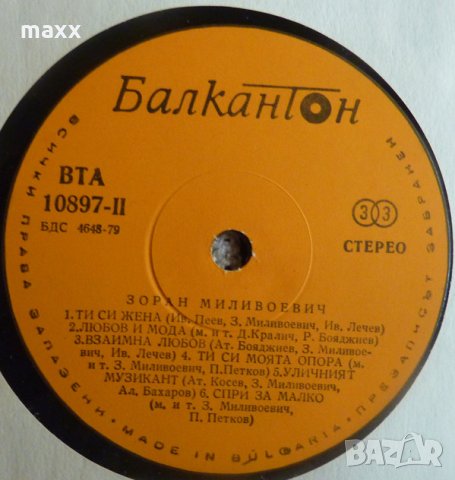 maxx
Балкантон
ВТА
10897-II
БДС 4648-79
33
СТЕРЕО
ЗОРАН МИЛИВОЕВИЧ
1.ТИ СИ ЖЕНА (Ив. Пеев, З. Миливоевич, Ив. Лечев)
2.ЛЮБОВ И МОДА (м. и т. Д.Кралич, Р. Бояджиев)
3.ВЗАИМНА ЛЮБОВ (Ат. Бояджиев, З. Миливое-
вич, Ив. Лечев) 4. ТИ СИ МОЯТА ОПОРА (м.
и т. З. Миливоевич, П.Петков) 5.УЛИЧНИЯТ
МУЗИКАНТ (Ат. Косев, З. Миливоевич,
Ал. Бахаров) 6. СПРИ ЗА МАЛКО
(м. и т. З. Миливоевич,
П. Петков)
ВСИЧКИ ПРАВА ЗАПАЗЕНИ • MADE IN BULGARIA • ПРЕЗАПИСЪТ ЗАБРАНЕН
BAZAR